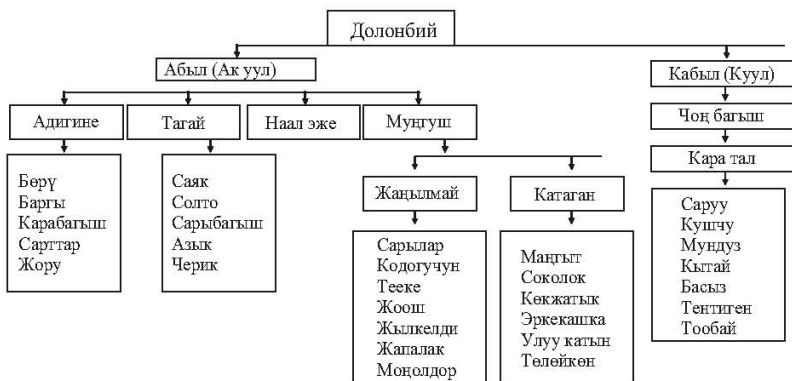 Долонбий
Абыл (Ак уул)
Кабыл (Куул)
Адигине
Тагай
Наал эже
Муңгуш
Чоң багыш
Кара тал
Бөрү
Баргы
Карабагыш
Сарттар
Жору
Саяк
Солто
Сарыбагыш
Азык
Черик
Жаңылмай
Катаган
Сарылар
Кодогучун
Тееке
Жоош
Жылкелди
Жапалак
Моңолдор
Маңгыт
Соколок
Көкжатык
Эркекашка
Улуу катын
Төлөйкөн
Саруу
Кушчу
Мундуз
Кытай
Басыз
Тентиген
Тообай